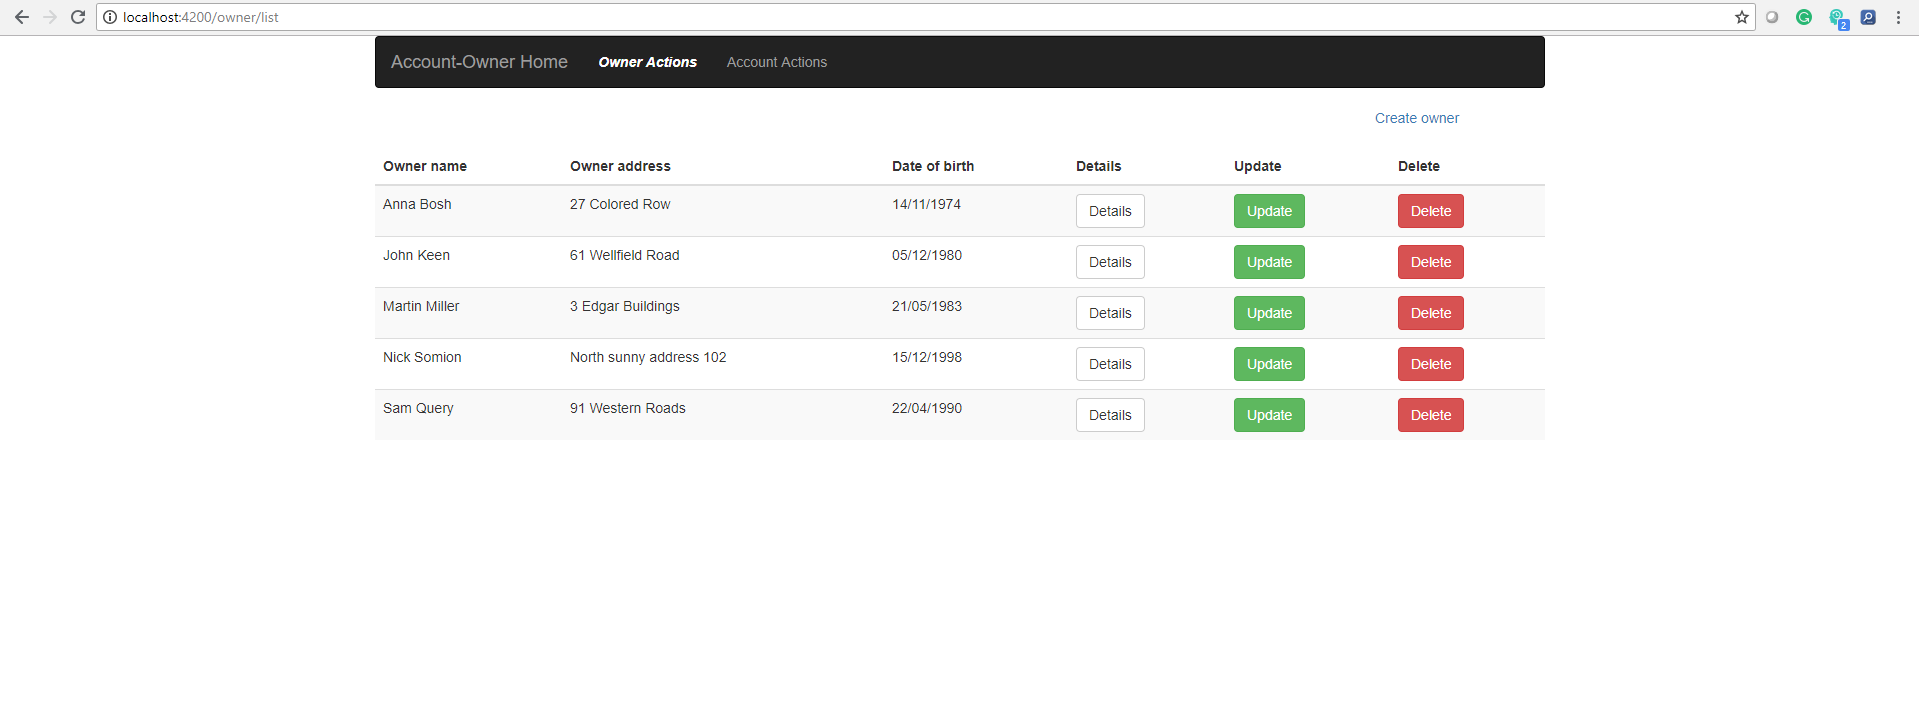 localhost:4200/owner/list
2
Account-Owner Home Owner Actions Account Actions
Create owner
Owner name Owner address Date of birth Details Update Delete
Anna Bosh 27 Colored Row 14/11/1974 Details Update Delete
John Keen 61 Wellfield Road 05/12/1980 Details Update Delete
Martin Miller 3 Edgar Buildings 21/05/1983 Details Update Delete
Nick Somion North sunny address 102 15/12/1998 Details Update Delete
Sam Query 91 Western Roads 22/04/1990 Details Update Delete